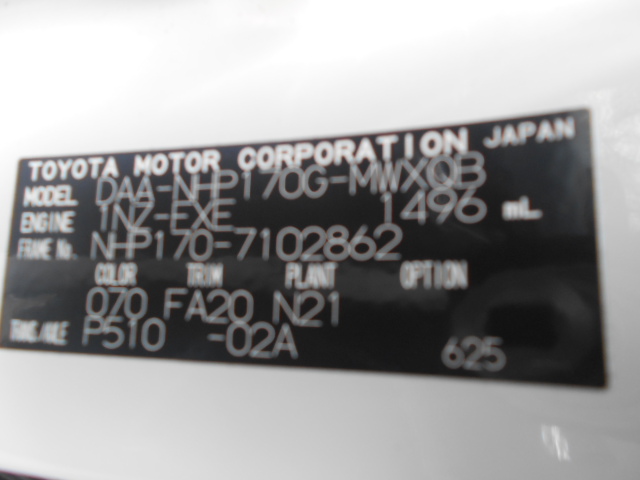 TOYOTA MOTOR CORPORATION JAPAN
MODEL DAA-NHP170G-MWXQB
ENGINE 1NZ-EXE 1496 mL
FRAME No. NHP170-7102862
COLOR TRIM PLANT OPTION
070 FA20 N21
TRANS/AXLE P510 -02A
625